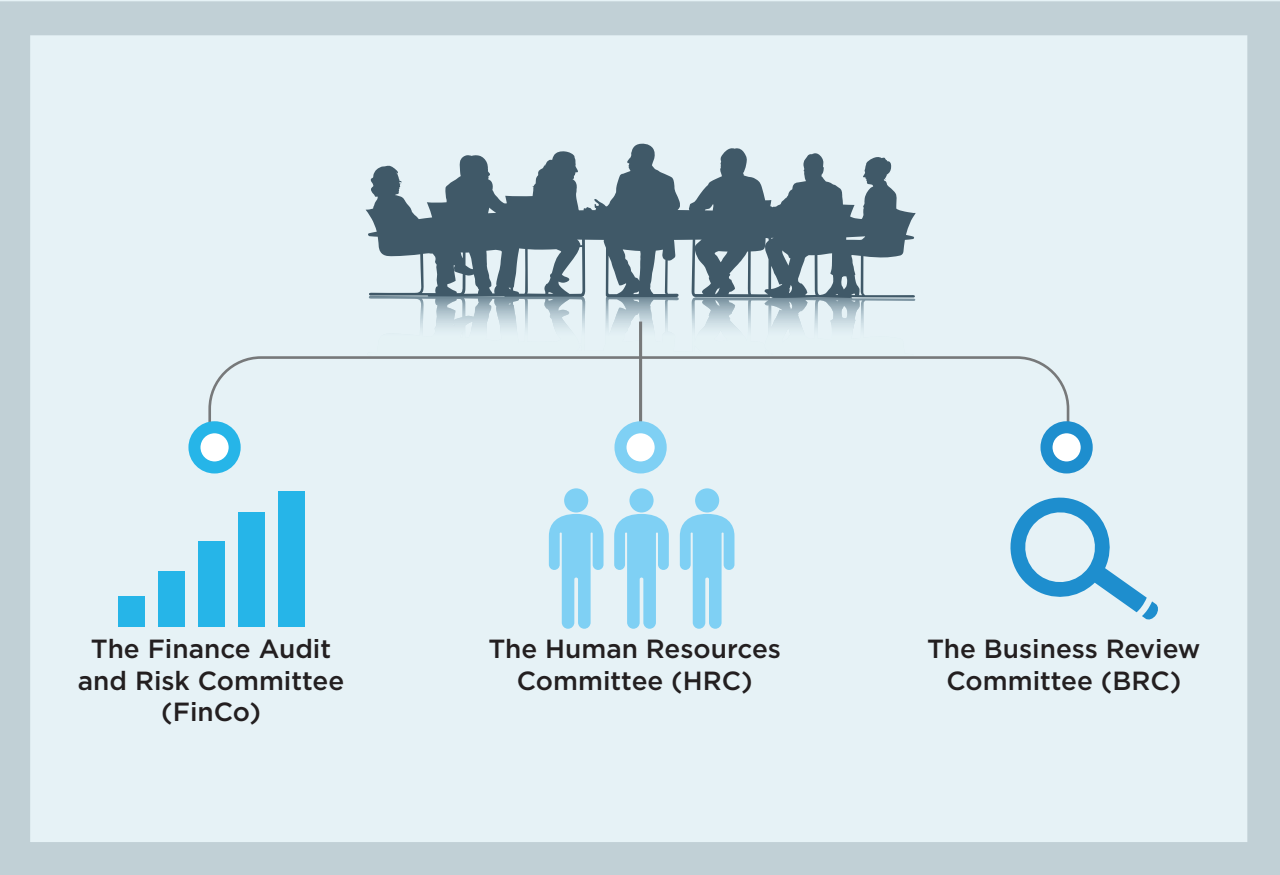 The Finance Audit
and Risk Committee
(FinCo)
The Human Resources
Committee (HRC)
The Business Review
Committee (BRC)